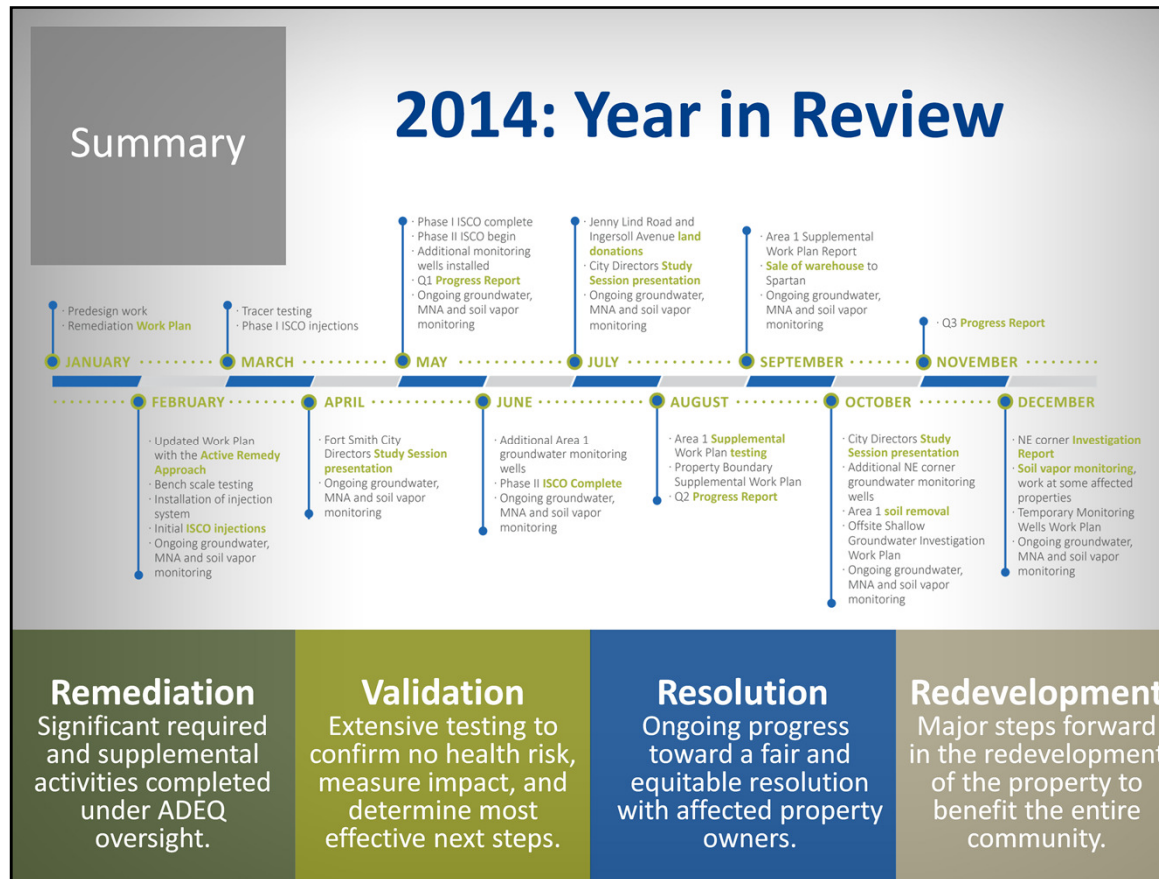 Summary
2014: Year in Review
· Predesign work
· Remediation Work Plan
· Tracer testing
· Phase I ISCO injections
· Phase I ISCO complete
· Phase II ISCO begin
· Additional monitoring
wells installed
· Q1 Progress Report
· Ongoing groundwater,
MNA and soil vapor
monitoring
· Jenny Lind Road and
Ingersoll Avenue land
donations
· City Directors Study
Session presentation
· Ongoing groundwater,
MNA and soil vapor
monitoring
· Area 1 Supplemental
Work Plan Report
· Sale of warehouse to
Spartan
· Ongoing groundwater,
MNA and soil vapor
monitoring
· Q3 Progress Report
JANUARY
MARCH
MAY
JULY
SEPTEMBER
NOVEMBER
FEBRUARY
APRIL
JUNE
AUGUST
OCTOBER
DECEMBER
· Updated Work Plan
with the Active Remedy
Approach
· Bench scale testing
· Installation of injection
system
· Initial ISCO injections
· Ongoing groundwater,
MNA and soil vapor
monitoring
· Fort Smith City
Directors Study Session
presentation
· Ongoing groundwater,
MNA and soil vapor
monitoring
· Additional Area 1
groundwater monitoring
wells
· Phase II ISCO Complete
· Ongoing groundwater,
MNA and soil vapor
monitoring
· Area 1 Supplemental
Work Plan testing
· Property Boundary
Supplemental Work Plan
· Q2 Progress Report
· City Directors Study
Session presentation
· Additional NE corner
groundwater monitoring
wells
· Area 1 soil removal
· Offsite Shallow
Groundwater Investigation
Work Plan
· Ongoing groundwater,
MNA and soil vapor
monitoring
· NE corner Investigation
Report
· Soil vapor monitoring,
work at some affected
properties
· Temporary Monitoring
Wells Work Plan
· Ongoing groundwater,
MNA and soil vapor
monitoring
Remediation
Significant required
and supplemental
activities completed
under ADEQ
oversight.
Validation
Extensive testing to
confirm no health risk,
measure impact, and
determine most
effective next steps.
Resolution
Ongoing progress
toward a fair and
equitable resolution
with affected property
owners.
Redevelopment
Major steps forward
in the redevelopment
of the property to
benefit the entire
community.